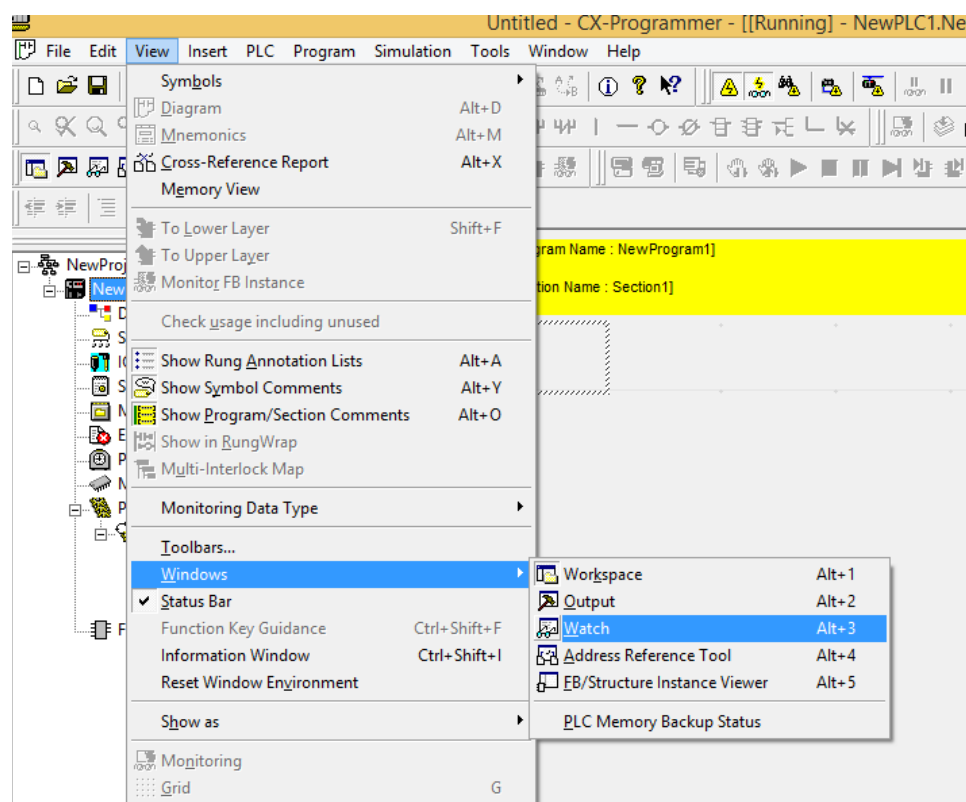 Untitled - CX-Programmer - [[Running] - NewPLC1.Ne
File Edit View Insert PLC Program Simulation Tools Window Help
Symbols
Diagram Alt+D
Mnemonics Alt+M
Cross-Reference Report Alt+X
Memory View
To Lower Layer Shift+F
To Upper Layer
Monitor FB Instance
Check usage including unused
Show Rung Annotation Lists Alt+A
Show Symbol Comments Alt+Y
Show Program/Section Comments Alt+O
Show in RungWrap
Multi-Interlock Map
Monitoring Data Type
Toolbars...
Windows
Status Bar
Function Key Guidance Ctrl+Shift+F
Information Window Ctrl+Shift+I
Reset Window Environment
Show as
Monitoring
Grid G
Workspace Alt+1
Output Alt+2
Watch Alt+3
Address Reference Tool Alt+4
FB/Structure Instance Viewer Alt+5
PLC Memory Backup Status
NewProj
New
D
S
IC
S
M
E
P
M
P
F
gram Name : NewProgram1]
tion Name : Section1]